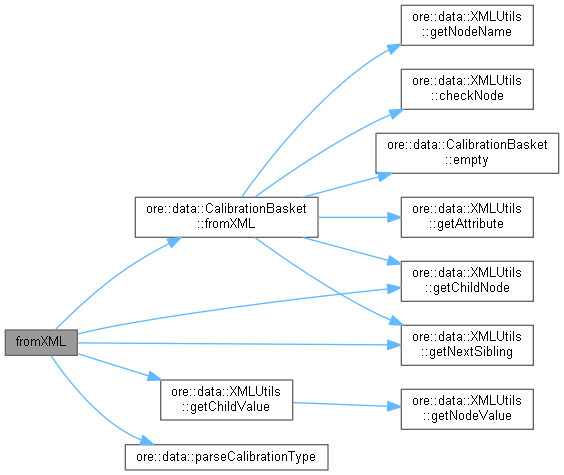 ore::data::XMLUtils
::getNodeName
ore::data::XMLUtils
::checkNode
ore::data::CalibrationBasket
::empty
ore::data::CalibrationBasket
::fromXML
ore::data::XMLUtils
::getAttribute
ore::data::XMLUtils
::getChildNode
fromXML
ore::data::XMLUtils
::getNextSibling
ore::data::XMLUtils
::getChildValue
ore::data::XMLUtils
::getNodeValue
ore::data::parseCalibrationType